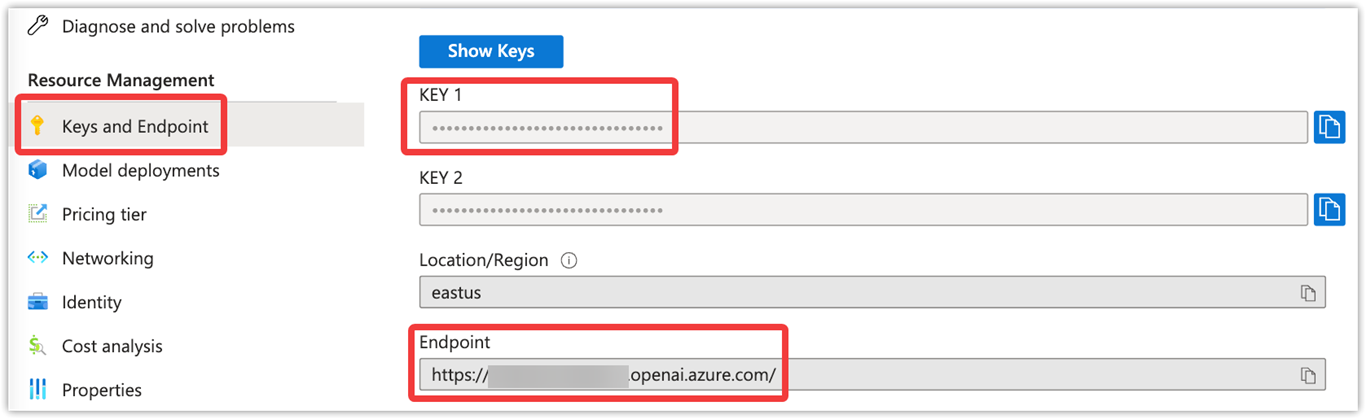 Diagnose and solve problems
Resource Management
Keys and Endpoint
Model deployments
Pricing tier
Networking
Identity
Cost analysis
Properties
Show Keys
KEY 1
••••••••••••••••••••••••••••••••
KEY 2
••••••••••••••••••••••••••••••••
Location/Region
eastus
Endpoint
https:// .openai.azure.com/